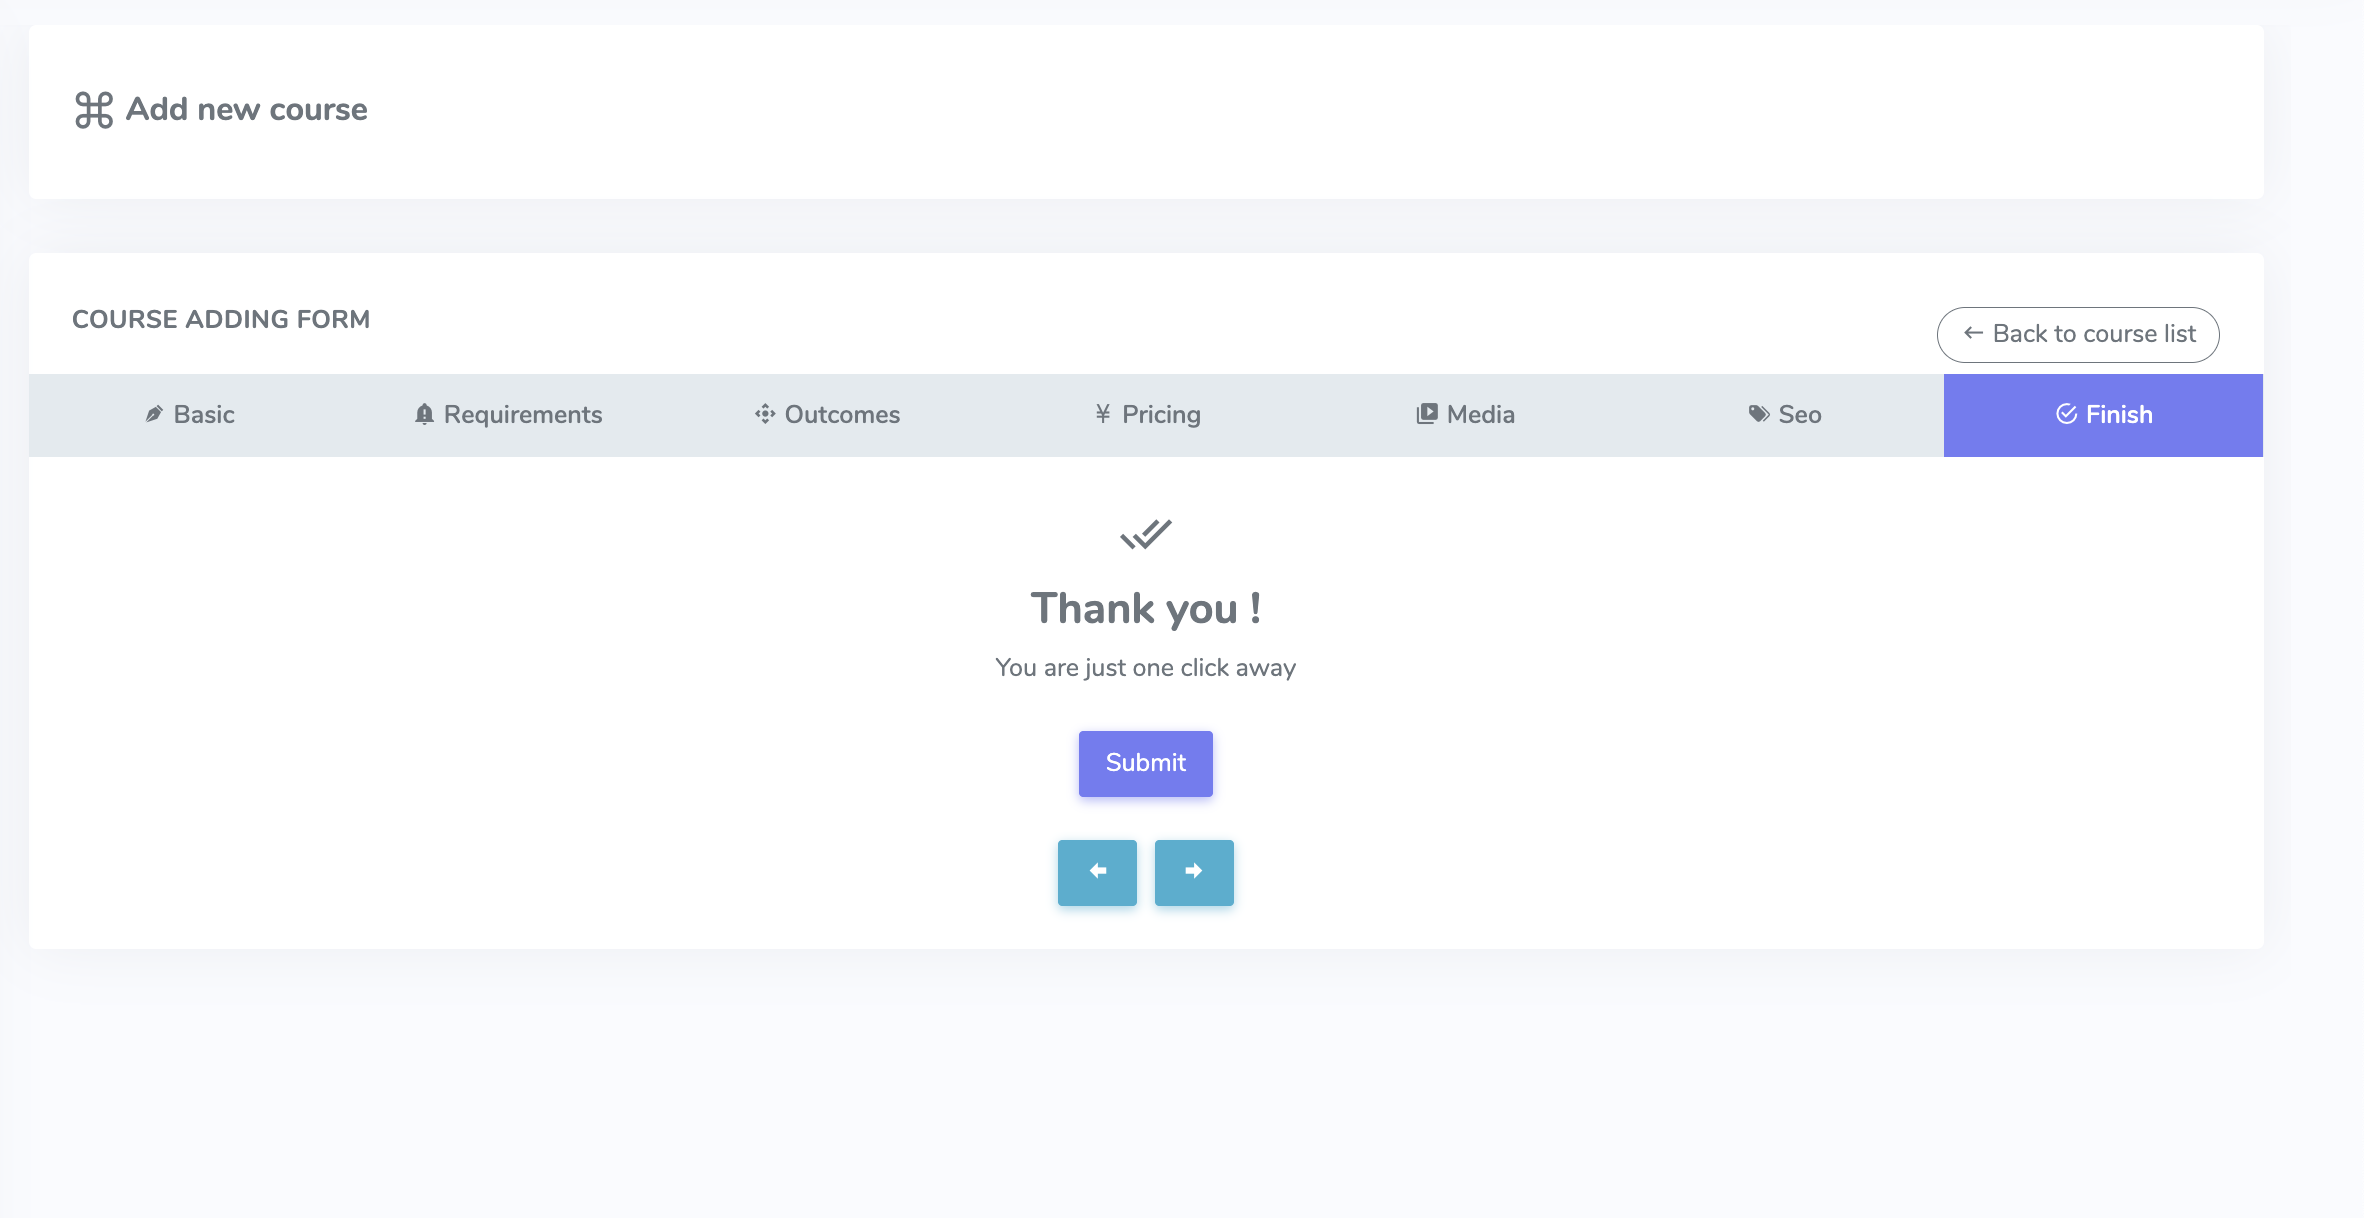 Add new course
COURSE ADDING FORM
Back to course list
Basic
Requirements
Outcomes
¥ Pricing
Media
Seo
Finish
Thank you !
You are just one click away
Submit